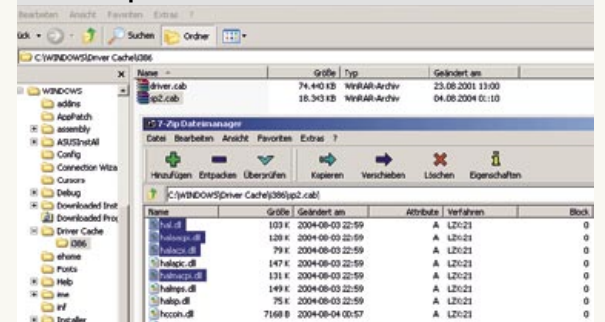 Bearbeiten Ansicht Favoriten Extras ?
ück Suchen Ordner
C:\WINDOWS\Driver Cache\i386
Name Größe Typ Geändert am
driver.cab 74.440 KB WinRAR-Archiv 23.08.2001 13:00
sp2.cab 18.343 KB WinRAR-Archiv 04.08.2004 01:10
WINDOWS
addins
AppPatch
assembly
ASUSInstAll
Config
Connection Wiza
Cursors
Debug
Downloaded Inst
Downloaded Prog
Driver Cache
i386
ehome
Fonts
Help
ime
inf
Installer
7-Zip Dateimanager
Datei Bearbeiten Ansicht Favoriten Extras ?
Hinzufügen Entpacken Überprüfen Kopieren Verschieben Löschen Eigenschaften
C:\WINDOWS\Driver Cache\i386\sp2.cab\
Name Größe Geändert am Attribute Verfahren Block
hal.dll 103 K 2004-08-03 22:59 A LZX:21 0
halaacpi.dll 128 K 2004-08-03 22:59 A LZX:21 0
halacpi.dll 79 K 2004-08-03 22:59 A LZX:21 0
halapic.dll 147 K 2004-08-03 22:59 A LZX:21 0
halmacpi.dll 131 K 2004-08-03 22:59 A LZX:21 0
halmps.dll 149 K 2004-08-03 22:59 A LZX:21 0
halsp.dll 75 K 2004-08-03 22:59 A LZX:21 0
hccoin.dll 7168 B 2004-08-04 00:57 A LZX:21 0